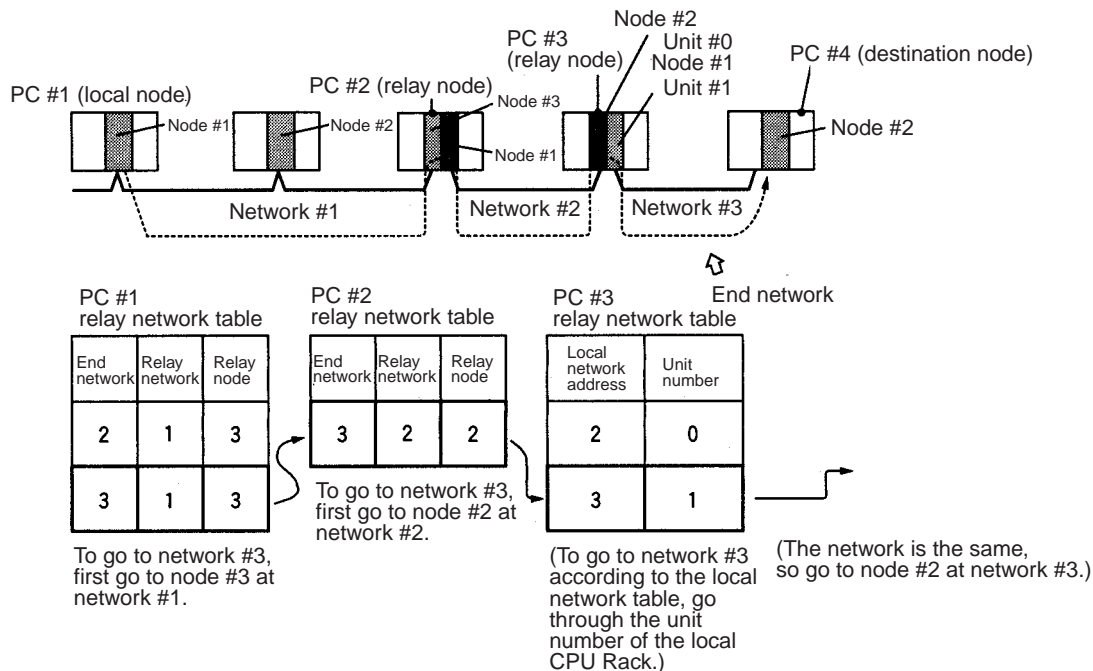 Node #2
PC #3
(relay node)
Unit #0
Node #1
Unit #1
PC #4 (destination node)
PC #2 (relay node)
PC #1 (local node)
Node #1
Node #2
Node #3
Node #1
Node #2
Network #1
Network #2
Network #3
End network
PC #1
relay network table
End network
Relay network
Relay node
2 1 3
3 1 3
To go to network #3,
first go to node #3 at
network #1.
PC #2
relay network table
End network
Relay network
Relay node
3 2 2
To go to network #3,
first go to node #2 at
network #2.
PC #3
relay network table
Local network address
Unit number
2 0
3 1
(To go to network #3
according to the local
network table, go
through the unit
number of the local
CPU Rack.)
(The network is the same,
so go to node #2 at network #3.)